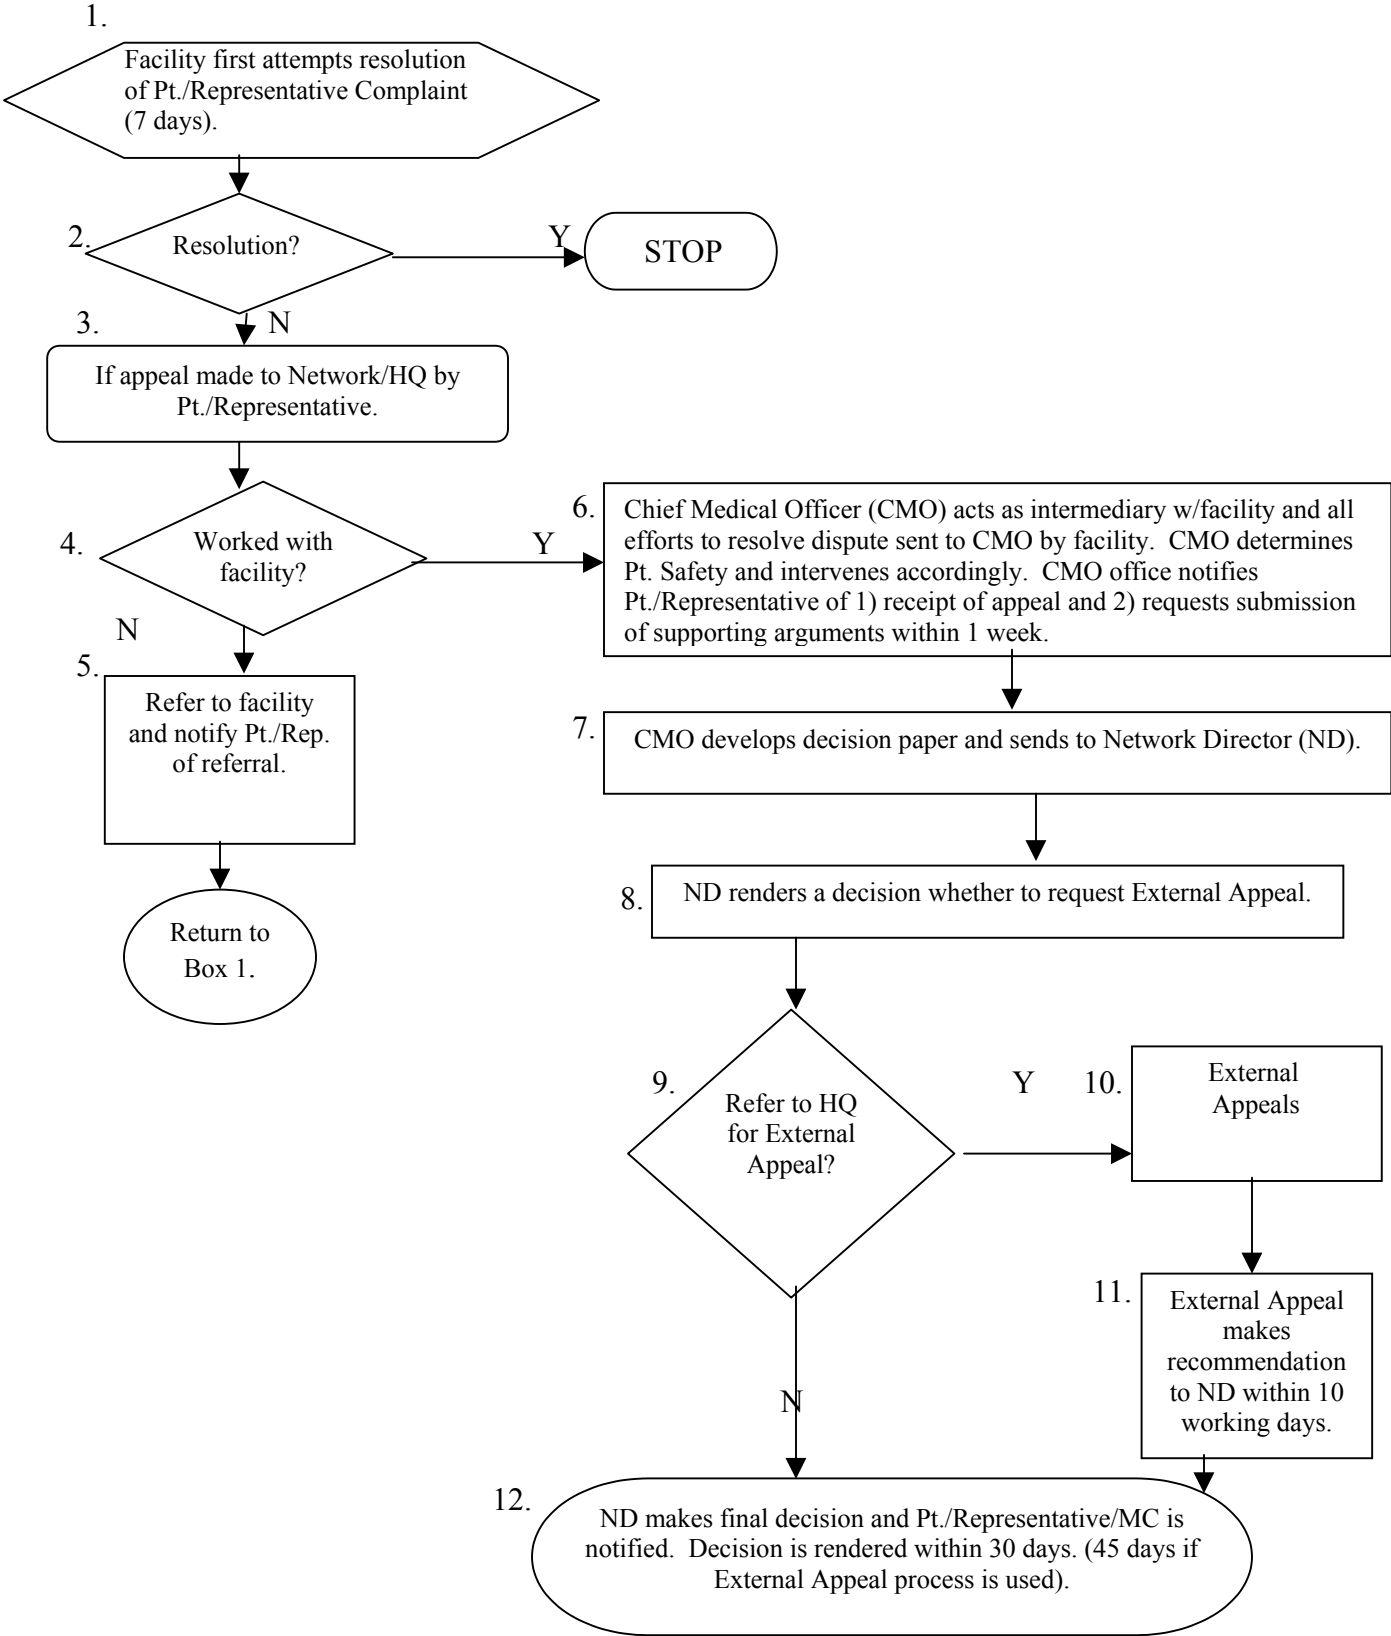 1.
Facility first attempts resolution
of Pt./Representative Complaint
(7 days).
2.
Resolution?
Y
STOP
N
3.
If appeal made to Network/HQ by
Pt./Representative.
4.
Worked with
facility?
Y
N
5.
Refer to facility
and notify Pt./Rep.
of referral.
Return to
Box 1.
6.
Chief Medical Officer (CMO) acts as intermediary w/facility and all
efforts to resolve dispute sent to CMO by facility.  CMO determines
Pt. Safety and intervenes accordingly.  CMO office notifies
Pt./Representative of 1) receipt of appeal and 2) requests submission
of supporting arguments within 1 week.
7.
CMO develops decision paper and sends to Network Director (ND).
8.
ND renders a decision whether to request External Appeal.
9.
Refer to HQ
for External
Appeal?
Y
10.
External
Appeals
11.
External Appeal
makes
recommendation
to ND within 10
working days.
N
12.
ND makes final decision and Pt./Representative/MC is
notified.  Decision is rendered within 30 days. (45 days if
External Appeal process is used).